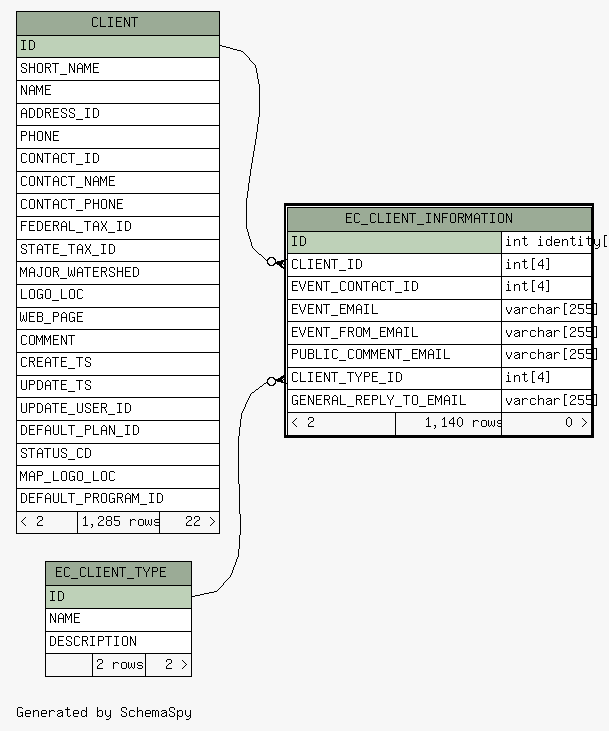 CLIENT
ID
SHORT_NAME
NAME
ADDRESS_ID
PHONE
CONTACT_ID
CONTACT_NAME
CONTACT_PHONE
FEDERAL_TAX_ID
STATE_TAX_ID
MAJOR_WATERSHED
LOGO_LOC
WEB_PAGE
COMMENT
CREATE_TS
UPDATE_TS
UPDATE_USER_ID
DEFAULT_PLAN_ID
STATUS_CD
MAP_LOGO_LOC
DEFAULT_PROGRAM_ID
< 2 1,285 rows 22 >
EC_CLIENT_INFORMATION
ID int identity[
CLIENT_ID int[4]
EVENT_CONTACT_ID int[4]
EVENT_EMAIL varchar[255]
EVENT_FROM_EMAIL varchar[255]
PUBLIC_COMMENT_EMAIL varchar[255]
CLIENT_TYPE_ID int[4]
GENERAL_REPLY_TO_EMAIL varchar[255]
< 2 1,140 rows 0 >
EC_CLIENT_TYPE
ID
NAME
DESCRIPTION
2 rows 2 >
Generated by SchemaSpy